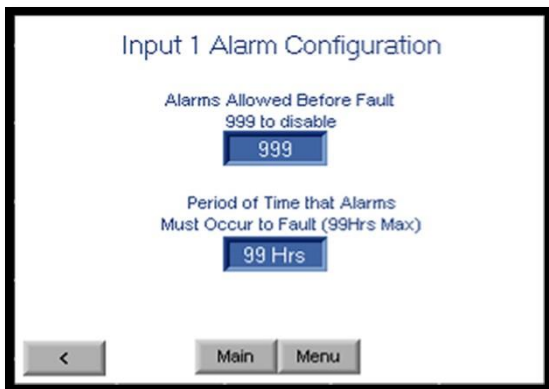 Input 1 Alarm Configuration
Alarms Allowed Before Fault
999 to disable
999
Period of Time that Alarms
Must Occur to Fault (99Hrs Max)
99 Hrs
< Main Menu